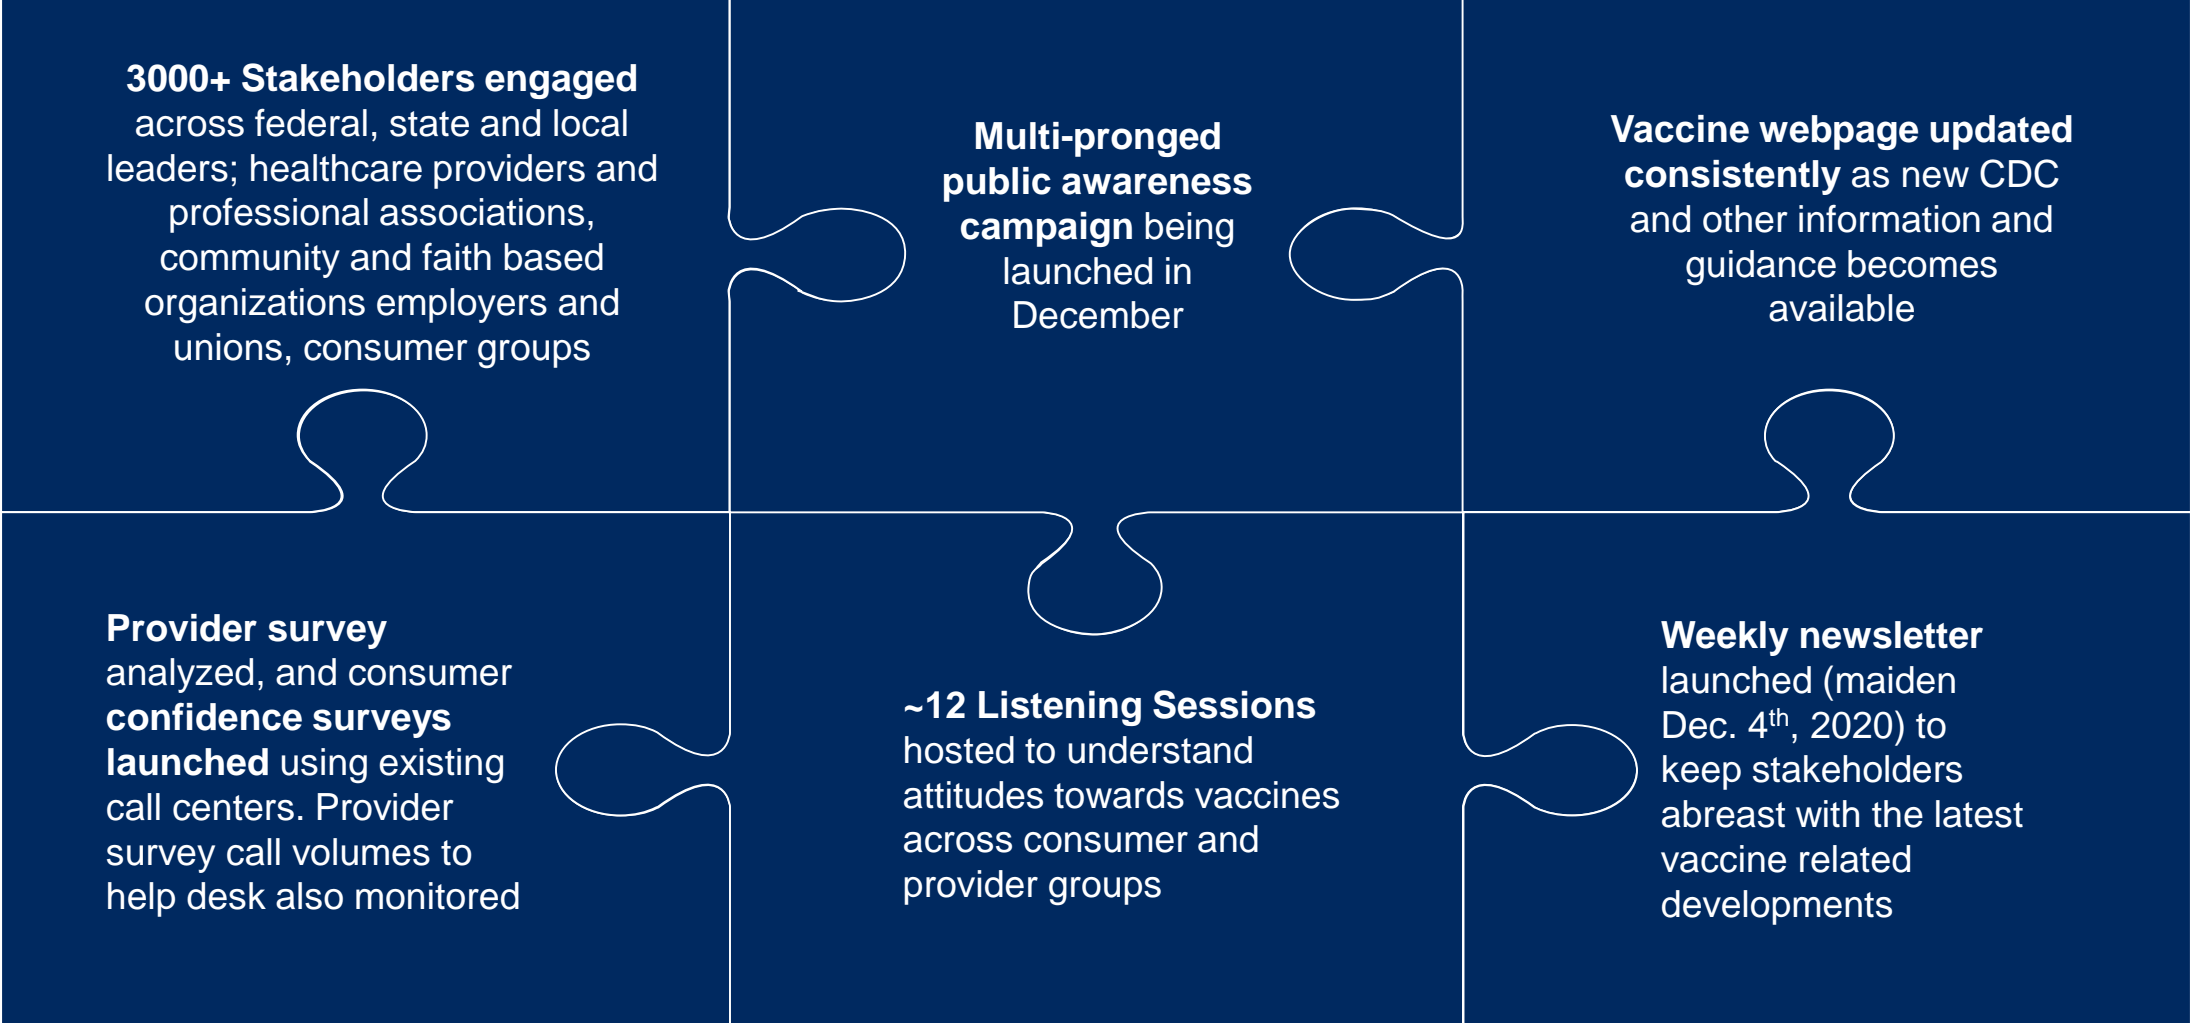 3000+ Stakeholders engaged
across federal, state and local
leaders; healthcare providers and
professional associations,
community and faith based
organizations employers and
unions, consumer groups
Multi-pronged
public awareness
campaign being
launched in
December
Vaccine webpage updated
consistently as new CDC
and other information and
guidance becomes
available
Provider survey
analyzed, and consumer
confidence surveys
launched using existing
call centers. Provider
survey call volumes to
help desk also monitored
~12 Listening Sessions
hosted to understand
attitudes towards vaccines
across consumer and
provider groups
Weekly newsletter
launched (maiden
Dec. 4th, 2020) to
keep stakeholders
abreast with the latest
vaccine related
developments